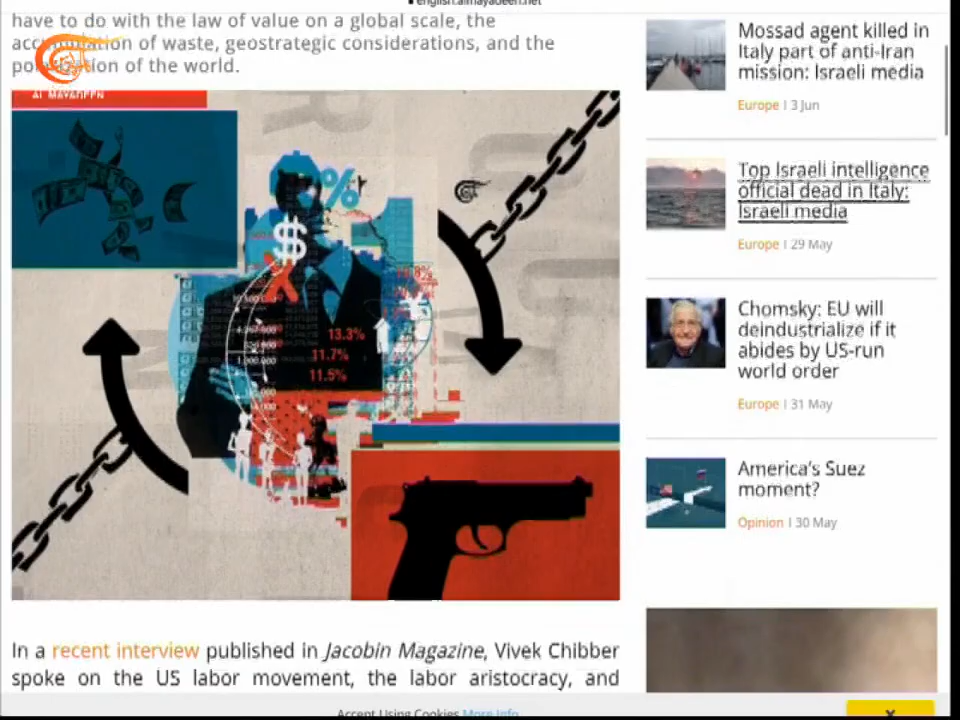 english.almayadeen.net
have to do with the law of value on a global scale, the
of waste, geostrategic considerations, and the
of the world.
AL MAYADEEN
%
$
13.3%
11.7%
11.5%
In a recent interview published in Jacobin Magazine, Vivek Chibber
spoke on the US labor movement, the labor aristocracy, and
Mossad agent killed in
Italy part of anti-Iran
mission: Israeli media
Europe | 3 Jun
Top Israeli intelligence
official dead in Italy:
Israeli media
Europe | 29 May
Chomsky: EU will
deindustrialize if it
abides by US-run
world order
Europe | 31 May
America's Suez
moment?
Opinion | 30 May
Accept Using Cookies More Info